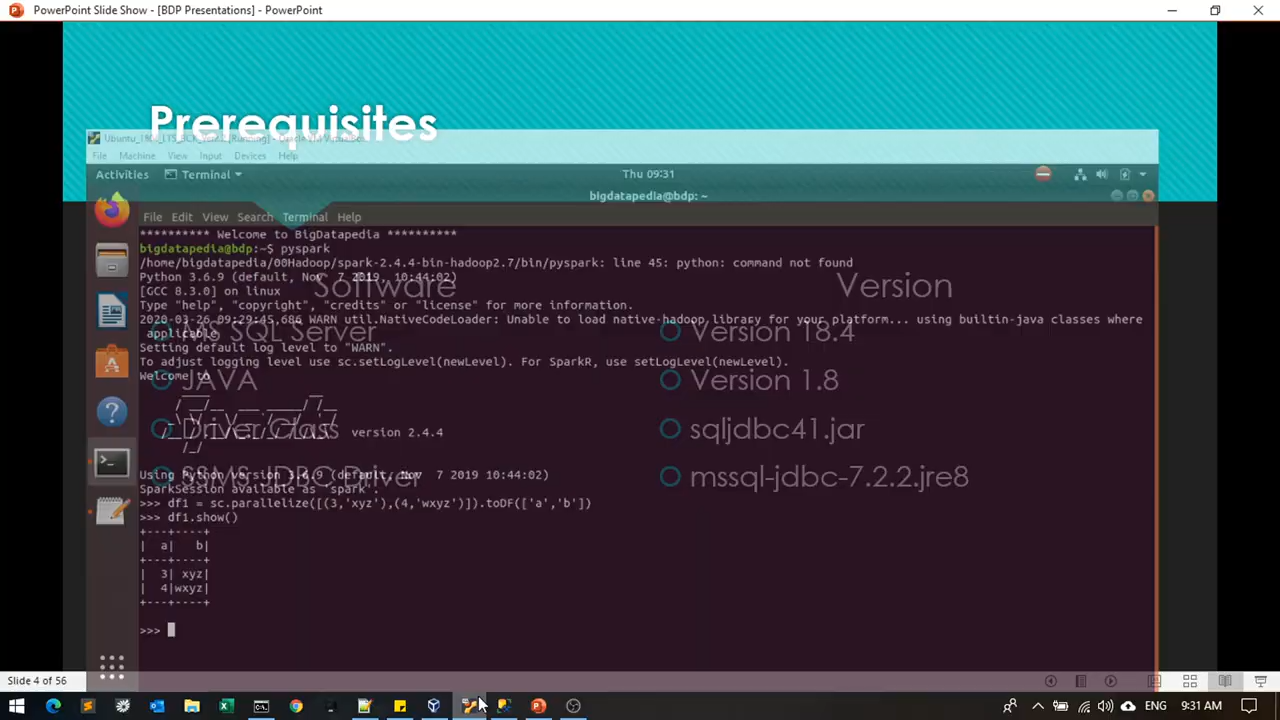 PowerPoint Slide Show - [BDP Presentations] - PowerPoint
Prerequisites
File Machine View Input Devices Help
Activities Terminal Thu 09:31
bigdatapedia@bdp: ~
File Edit View Search Terminal Help
********** Welcome to BigDatapedia **********
bigdatapedia@bdp:~$ pyspark
/home/bigdatapedia/00Hadoop/spark-2.4.4-bin-hadoop2.7/bin/pyspark: line 45: python: command not found
Python 3.6.9 (default, Nov  7 2019, 10:44:02)
[GCC 8.3.0] on linux
Software Version
Type "help", "copyright", "credits" or "license" for more information.
2020-03-26 09:29:45,686 WARN util.NativeCodeLoader: Unable to load native-hadoop library for your platform... using builtin-java classes where
applicable
MS SQL Server Version 18.4
Setting default log level to "WARN".
To adjust logging level use sc.setLogLevel(newLevel). For SparkR, use setLogLevel(newLevel).
Welcome to
JAVA Version 1.8
version 2.4.4
Driver Class sqljdbc41.jar
Using Python version 3.6.9 (default, Nov  7 2019 10:44:02)
SSMS JDBC Driver mssql-jdbc-7.2.2.jre8
SparkSession available as 'spark'.
>>> df1 = sc.parallelize([(3,'xyz'),(4,'wxyz')]).toDF(['a','b'])
>>> df1.show()
+---+----+
|  a|   b|
+---+----+
|  3| xyz|
|  4|wxyz|
+---+----+
>>>
Slide 4 of 56
ENG 9:31 AM